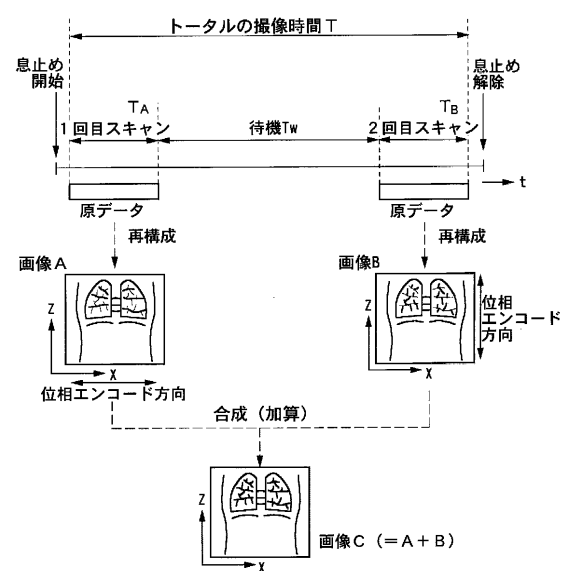 トータルの撮像時間T
息止め
開始
息止め
解除
TA
1回目スキャン
待機Tw
TB
2回目スキャン
t
原データ
原データ
再構成
再構成
画像A
画像B
Z
X
位相エンコード方向
Z
X
位相
エンコード
方向
合成（加算）
Z
X
画像C（＝A＋B）